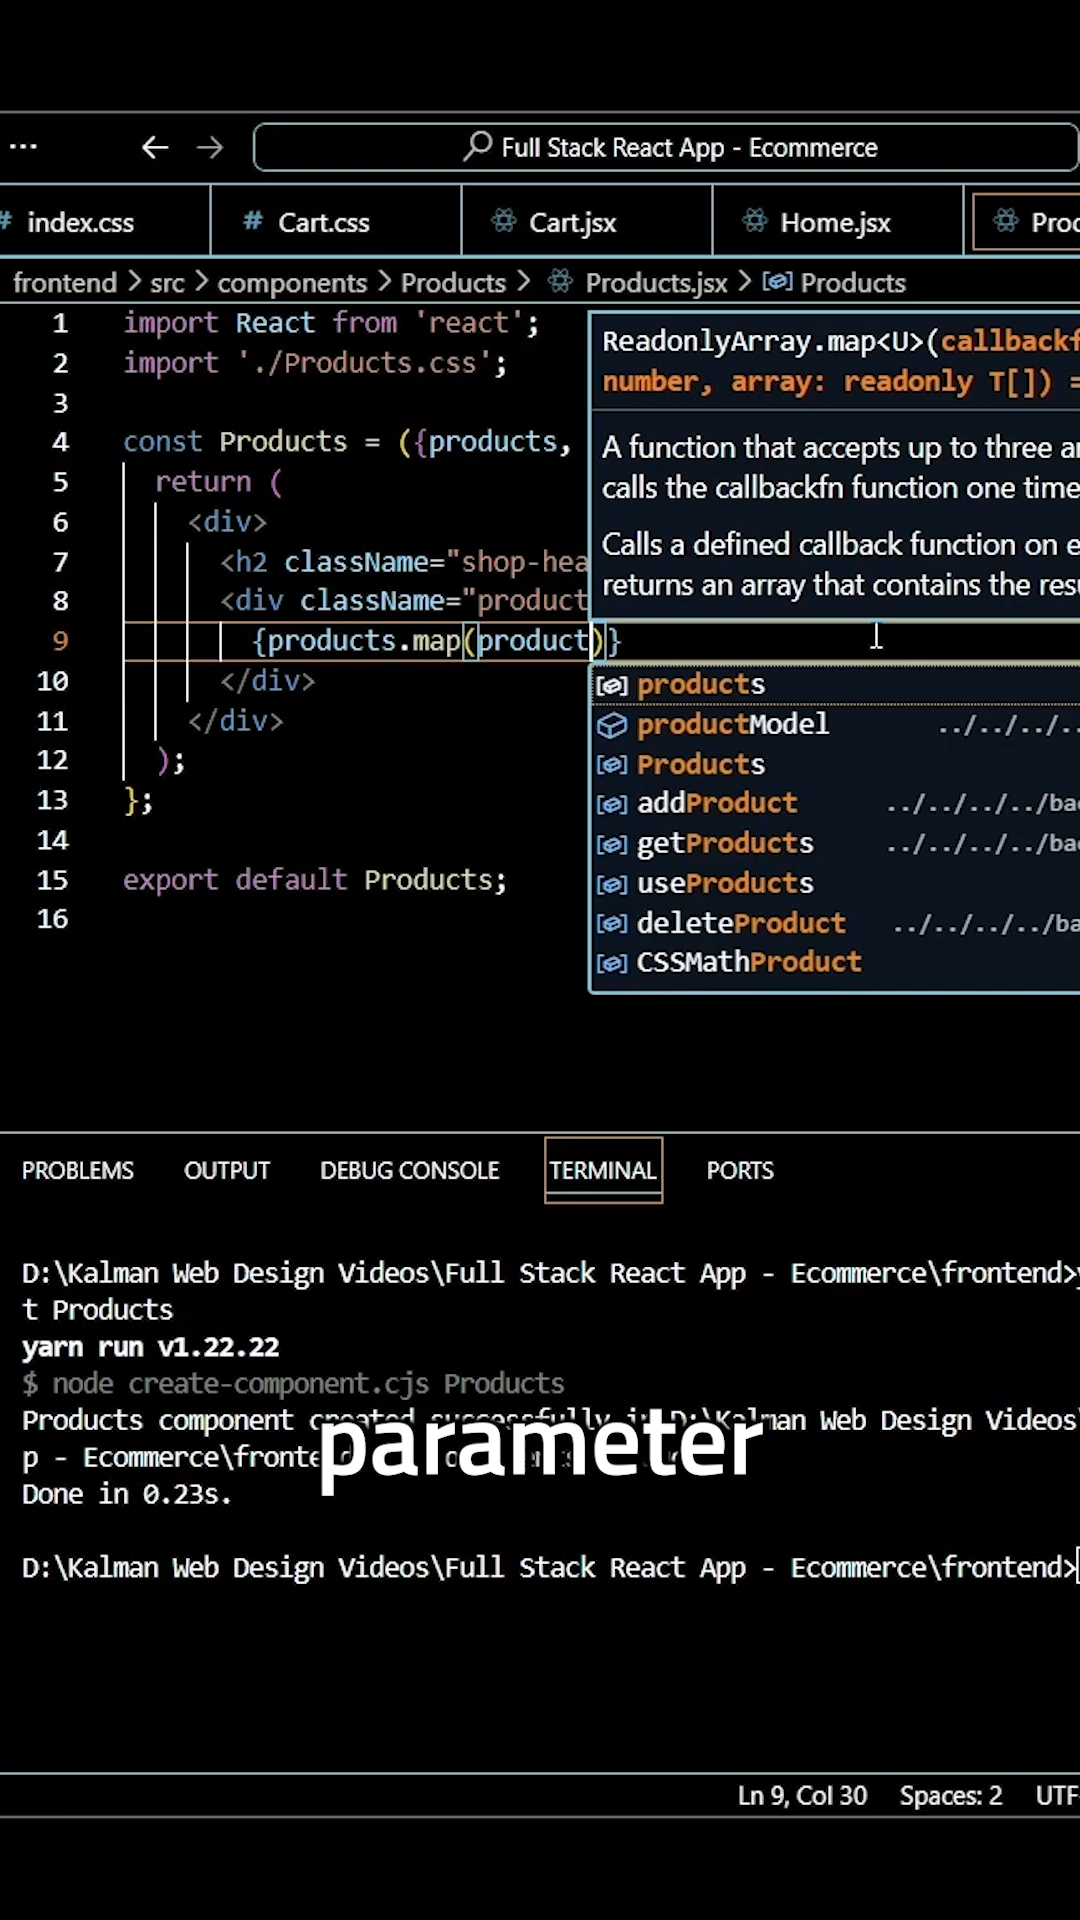 ... ← → Full Stack React App - Ecommerce
# index.css # Cart.css Cart.jsx Home.jsx
frontend > src > components > Products > Products.jsx > Products
1 import React from 'react';
2 import './Products.css';
3
4 const Products = ({products,
5 return (
6 <div>
7 <h2 className="shop-hea
8 <div className="product
9 {products.map(product)}
10 </div>
11 </div>
12 );
13 };
14
15 export default Products;
16
ReadonlyArray.map<U>(callbackf
number, array: readonly T[]) =
A function that accepts up to three
calls the callbackfn function one time
Calls a defined callback function on
returns an array that contains the
products
productModel ../../../
Products
addProduct ../../../../ba
getProducts ../../../../ba
useProducts
deleteProduct ../../../../ba
CSSMathProduct
PROBLEMS OUTPUT DEBUG CONSOLE TERMINAL PORTS
D:\Kalman Web Design Videos\Full Stack React App - Ecommerce\frontend>
t Products
yarn run v1.22.22
$ node create-component.cjs Products
Products component created successfully in D:\Kalman Web Design Videos
p - Ecommerce\fronte
parameter
Done in 0.23s.
D:\Kalman Web Design Videos\Full Stack React App - Ecommerce\frontend>
Ln 9, Col 30 Spaces: 2 UTF-